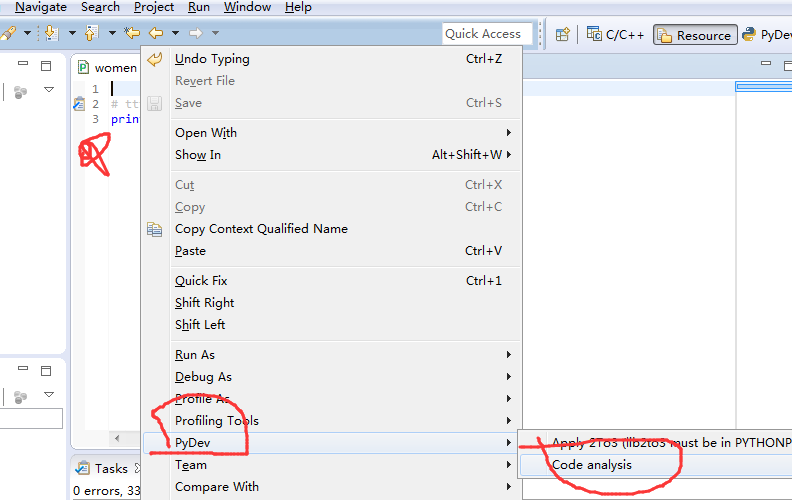 Navigate Search Project Run Window Help
Quick Access C/C++ Resource PyDev
women
1
2 # tt
3 prin
Undo Typing Ctrl+Z
Revert File
Save Ctrl+S
Open With
Show In Alt+Shift+W
Cut Ctrl+X
Copy Ctrl+C
Copy Context Qualified Name
Paste Ctrl+V
Quick Fix Ctrl+1
Shift Right
Shift Left
Run As
Debug As
Profile As
Profiling Tools
PyDev
Apply 2To3 (lib2to3 must be in PYTHONP
Code analysis
Team
Compare With
Tasks
0 errors, 33